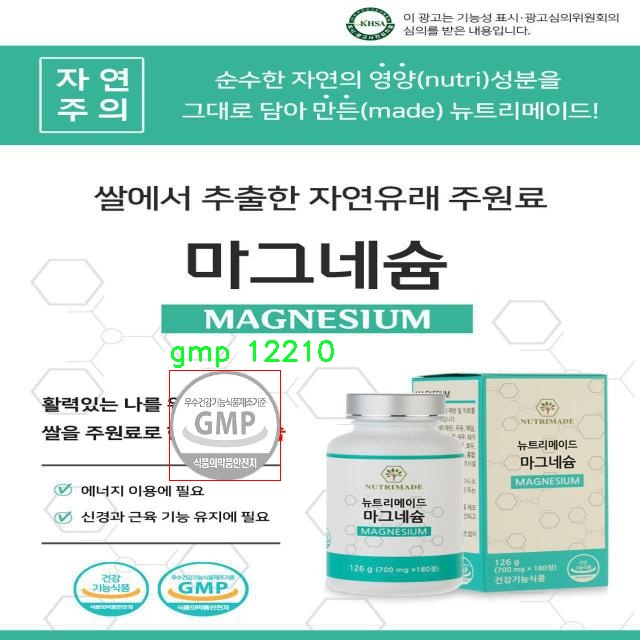 KHSA
이 광고는 기능성 표시·광고심의위원회의
심의를 받은 내용입니다.
자연
주의
순수한 자연의 영양(nutri)성분을
그대로 담아 만든(made) 뉴트리메이드!
쌀에서 추출한 자연유래 주원료
마그네슘
MAGNESIUM
gmp 12210
활력있는 나를
쌀을 주원료로
우수건강기능식품제조기준
GMP
식품의약품안전처
에너지 이용에 필요
신경과 근육 기능 유지에 필요
건강
기능식품
식품의약품안전처
우수건강기능식품제조기준
GMP
식품의약품안전처
NUTRIMADE
뉴트리메이드
마그네슘
MAGNESIUM
126 g
(700 mg ×180정)
MAGNESIUM
NUTRIMADE
뉴트리메이드
마그네슘
MAGNESIUM
126 g
(700 mg ×180정)
건강기능식품
건강
기능식품